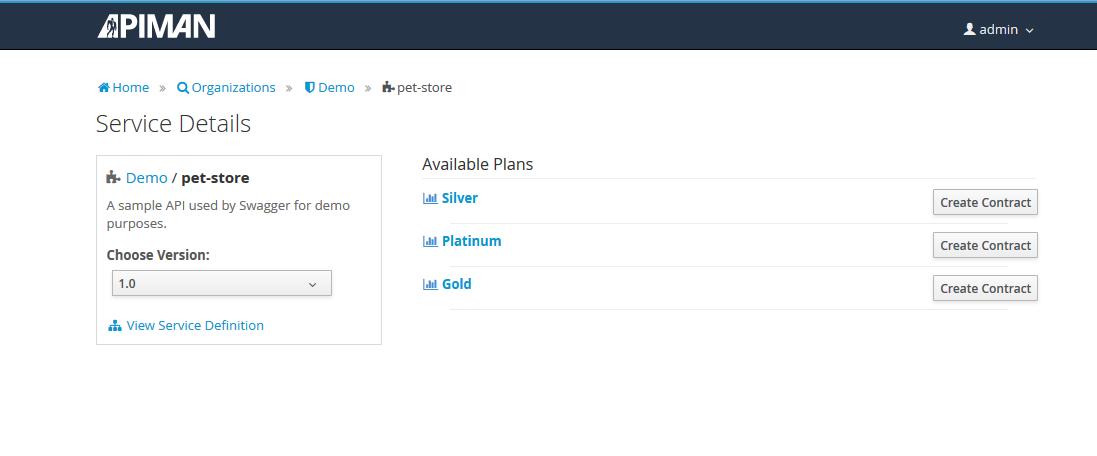 APIMAN
admin
Home » Organizations » Demo » pet-store
Service Details
Demo / pet-store
A sample API used by Swagger for demo
purposes.
Choose Version:
1.0
View Service Definition
Available Plans
Silver Create Contract
Platinum Create Contract
Gold Create Contract